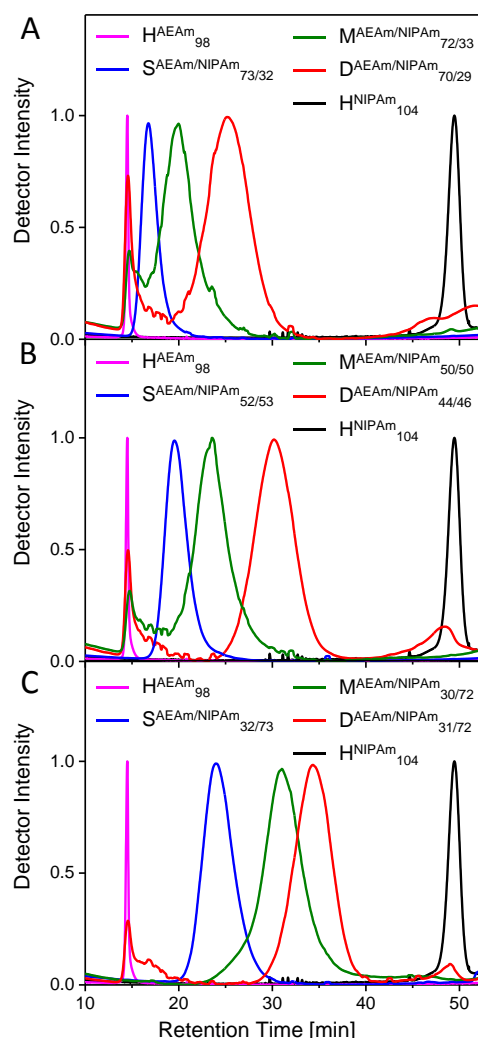 A
H^AEAm_98
M^AEAm/NIPAm_72/33
S^AEAm/NIPAm_73/32
D^AEAm/NIPAm_70/29
H^NIPAm_104
Detector Intensity
1.0
0.5
0.0
B
H^AEAm_98
M^AEAm/NIPAm_50/50
S^AEAm/NIPAm_52/53
D^AEAm/NIPAm_44/46
H^NIPAm_104
Detector Intensity
1.0
0.5
0.0
C
H^AEAm_98
M^AEAm/NIPAm_30/72
S^AEAm/NIPAm_32/73
D^AEAm/NIPAm_31/72
H^NIPAm_104
Detector Intensity
1.0
0.5
0.0
10 20 30 40 50
Retention Time [min]